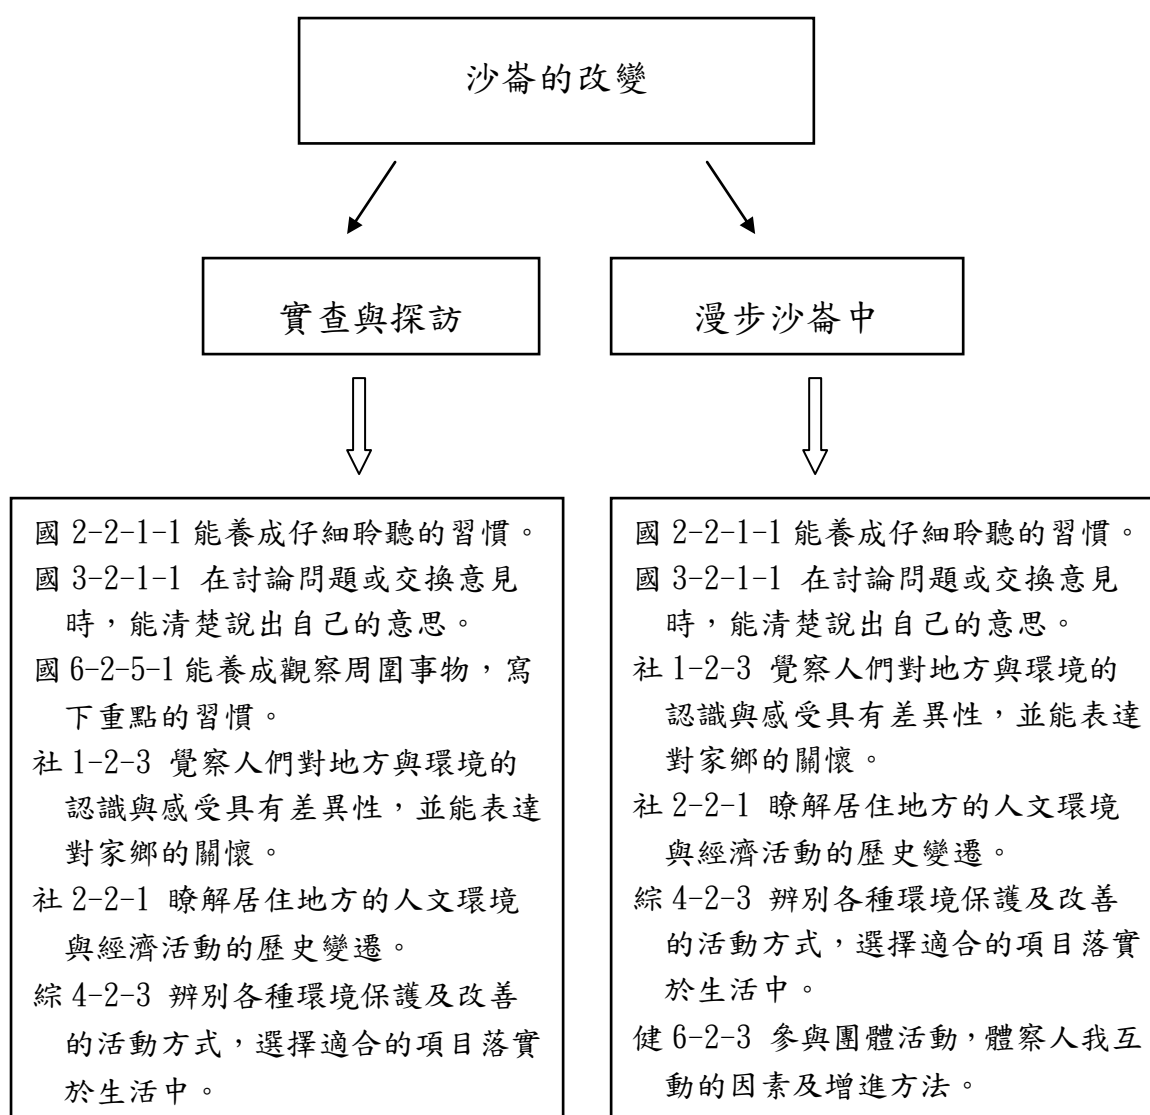 沙崙的改變
實查與探訪
漫步沙崙中
國 2-2-1-1 能養成仔細聆聽的習慣。
國 3-2-1-1 在討論問題或交換意見
時，能清楚說出自己的意思。
國 6-2-5-1 能養成觀察周圍事物，寫
下重點的習慣。
社 1-2-3 覺察人們對地方與環境的
認識與感受具有差異性，並能表達
對家鄉的關懷。
社 2-2-1 瞭解居住地方的人文環境
與經濟活動的歷史變遷。
綜 4-2-3 辨別各種環境保護及改善
的活動方式，選擇適合的項目落實
於生活中。
國 2-2-1-1 能養成仔細聆聽的習慣。
國 3-2-1-1 在討論問題或交換意見
時，能清楚說出自己的意思。
社 1-2-3 覺察人們對地方與環境的
認識與感受具有差異性，並能表達
對家鄉的關懷。
社 2-2-1 瞭解居住地方的人文環境
與經濟活動的歷史變遷。
綜 4-2-3 辨別各種環境保護及改善
的活動方式，選擇適合的項目落實
於生活中。
健 6-2-3 參與團體活動，體察人我互
動的因素及增進方法。